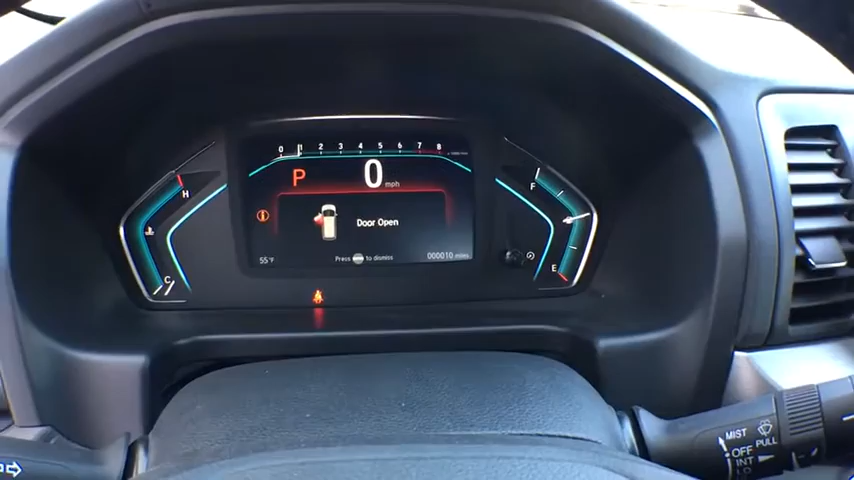 0 1 2 3 4 5 6 7 8
P 0 mph
H
F
Door Open
C
55°F
Press to dismiss
000010 miles
E
MIST
OFF
INT
LO
PULL